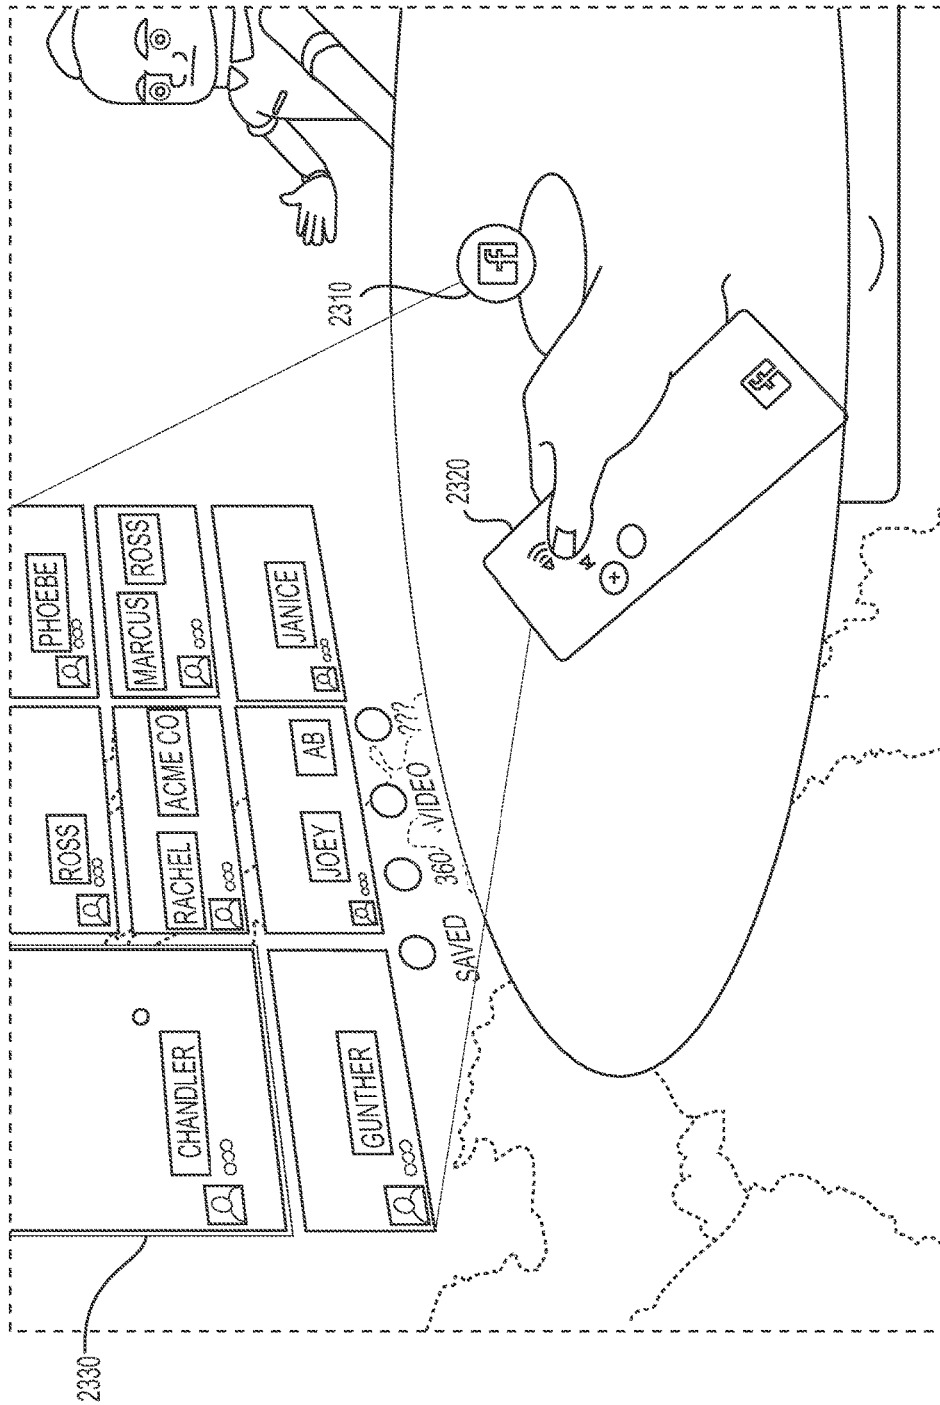 2330
PHOEBE
ROSS
MARCUS ROSS
RACHEL ACME CO
CHANDLER
JANICE
JOEY AB
GUNTHER
2310
SAVED 360 VIDEO ???
2320
f
+
f